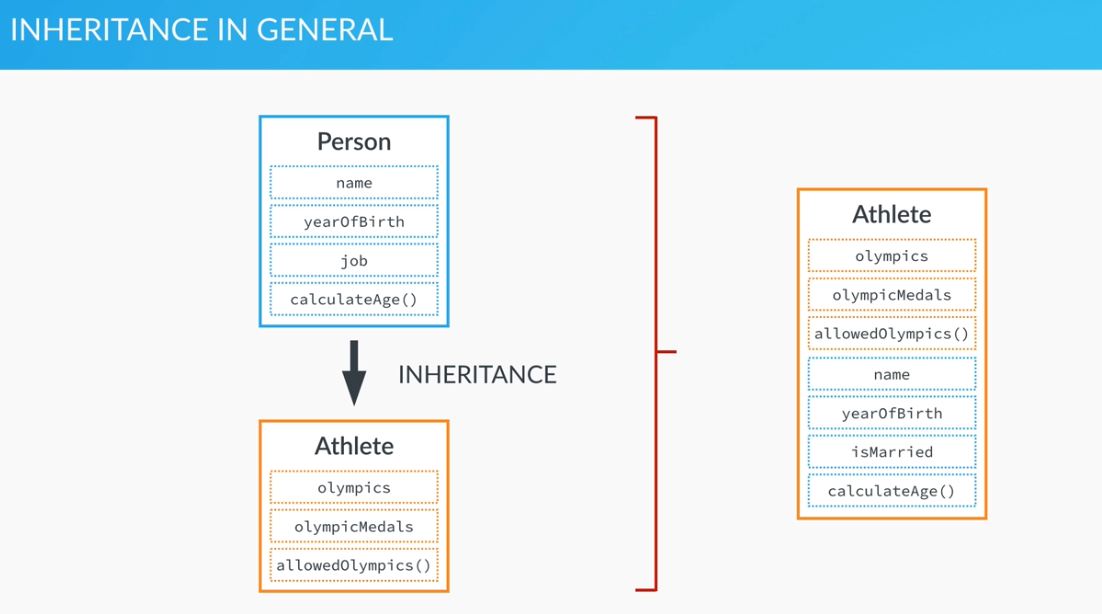 INHERITANCE IN GENERAL
Person
name
yearOfBirth
job
calculateAge()
INHERITANCE
Athlete
olympics
olympicMedals
allowedOlympics()
Athlete
olympics
olympicMedals
allowedOlympics()
name
yearOfBirth
isMarried
calculateAge()